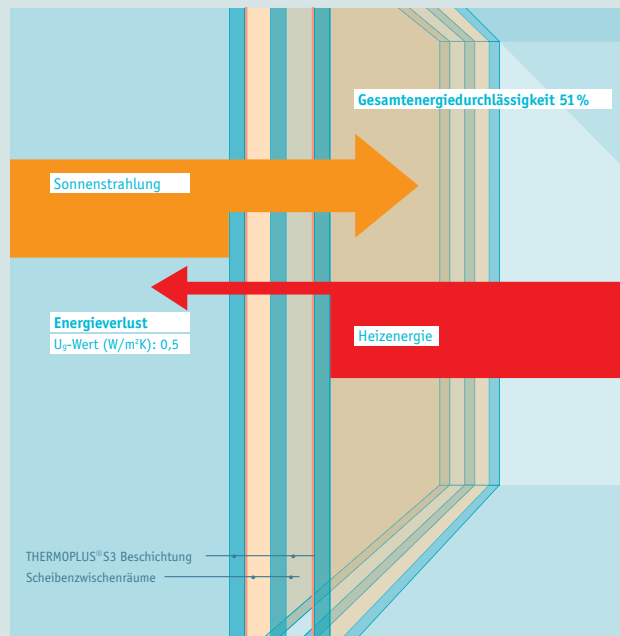 Gesamtenergiedurchlässigkeit 51 %
Sonnenstrahlung
Energieverlust
Ug-Wert (W/m²K): 0,5
Heizenergie
THERMOPLUS® S3 Beschichtung
Scheibenzwischenräume